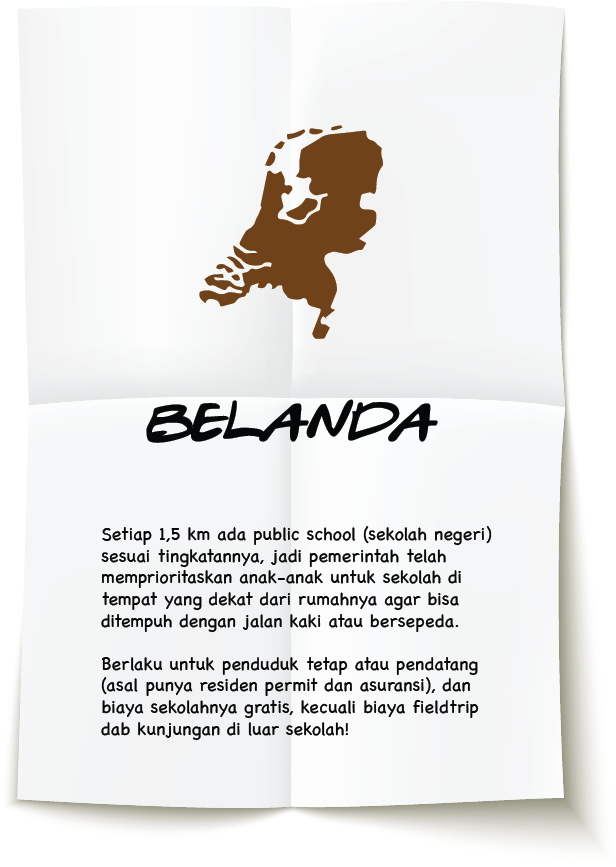 BELANDA
Setiap 1,5 km ada public school (sekolah negeri)
sesuai tingkatannya, jadi pemerintah telah
memprioritaskan anak-anak untuk sekolah di
tempat yang dekat dari rumahnya agar bisa
ditempuh dengan jalan kaki atau bersepeda.
Berlaku untuk penduduk tetap atau pendatang
(asal punya residen permit dan asuransi), dan
biaya sekolahnya gratis, kecuali biaya fieldtrip
dab kunjungan di luar sekolah!